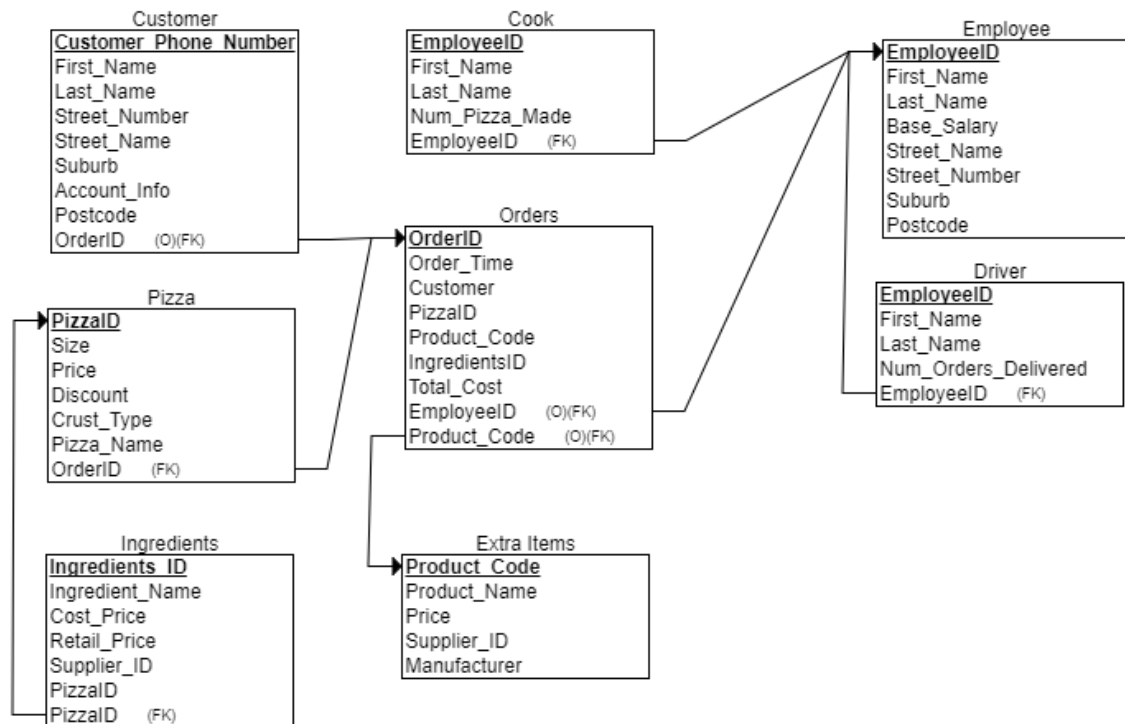 Customer
Customer_Phone_Number
First_Name
Last_Name
Street_Number
Street_Name
Suburb
Account_Info
Postcode
OrderID (O)(FK)
Cook
EmployeeID
First_Name
Last_Name
Num_Pizza_Made
EmployeeID (FK)
Employee
EmployeeID
First_Name
Last_Name
Base_Salary
Street_Name
Street_Number
Suburb
Postcode
Pizza
PizzaID
Size
Price
Discount
Crust_Type
Pizza_Name
OrderID (FK)
Orders
OrderID
Order_Time
Customer
PizzaID
Product_Code
IngredientsID
Total_Cost
EmployeeID (O)(FK)
Product_Code (O)(FK)
Driver
EmployeeID
First_Name
Last_Name
Num_Orders_Delivered
EmployeeID (FK)
Ingredients
Ingredients_ID
Ingredient_Name
Cost_Price
Retail_Price
Supplier_ID
PizzaID
PizzaID (FK)
Extra Items
Product_Code
Product_Name
Price
Supplier_ID
Manufacturer